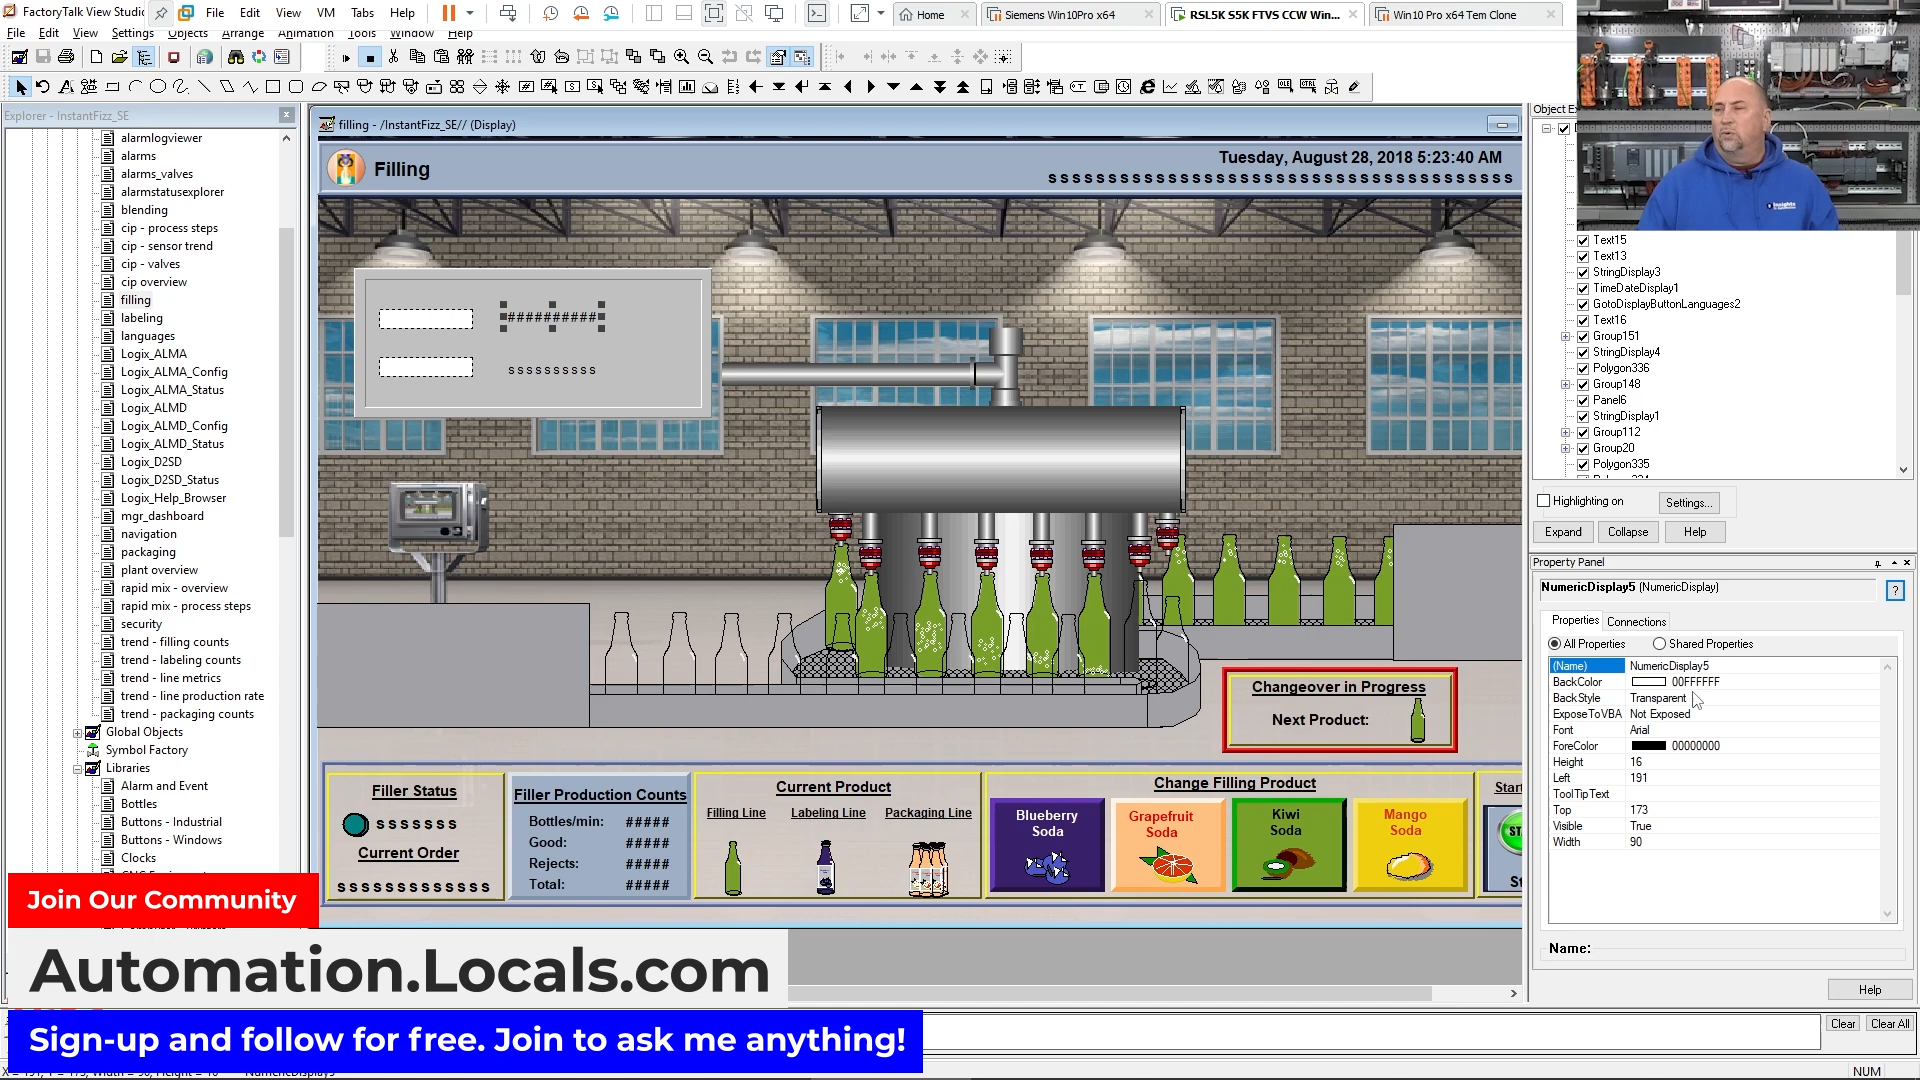 FactoryTalk View Studio
File Edit View VM Tabs Help
Home
Siemens Win10Pro x64
RSL5K S5K FTVS CCW Win...
Win10 Pro x64 Tem Clone
File Edit View Settings Objects Arrange Animation Tools Window Help
Explorer - InstantFizz_SE
alarmlogviewer
alarms
alarms_valves
alarmstatusexplorer
blending
cip - process steps
cip - sensor trend
cip - valves
cip overview
filling
labeling
languages
Logix_ALMA
Logix_ALMA_Config
Logix_ALMA_Status
Logix_ALMD
Logix_ALMD_Config
Logix_ALMD_Status
Logix_D2SD
Logix_D2SD_Status
Logix_Help_Browser
mgr_dashboard
navigation
packaging
plant overview
rapid mix - overview
rapid mix - process steps
security
trend - filling counts
trend - labeling counts
trend - line metrics
trend - line production rate
trend - packaging counts
Global Objects
Symbol Factory
Libraries
Alarm and Event
Bottles
Buttons - Industrial
Buttons - Windows
Clocks
filling - /InstantFizz_SE// (Display)
Filling
Tuesday, August 28, 2018 5:23:40 AM
sssssssssssssssssssssssssssssssssssssss
##########
ssssssssss
Changeover in Progress
Next Product:
Filler Status
sssssss
Current Order
sssssssssssss
Filler Production Counts
Bottles/min: #####
Good: #####
Rejects: #####
Total: #####
Current Product
Filling Line
Labeling Line
Packaging Line
Change Filling Product
Blueberry
Soda
Grapefruit
Soda
Kiwi
Soda
Mango
Soda
Start
ST
St
Object Ex
Text15
Text13
StringDisplay3
TimeDateDisplay1
GotoDisplayButtonLanguages2
Text16
Group151
StringDisplay4
Polygon336
Group148
Panel6
StringDisplay1
Group112
Group20
Polygon335
Highlighting on
Settings...
Expand
Collapse
Help
Property Panel
NumericDisplay5 (NumericDisplay)
?
Properties
Connections
All Properties
Shared Properties
(Name) NumericDisplay5
BackColor 00FFFFFF
BackStyle Transparent
ExposeToVBA Not Exposed
Font Arial
ForeColor 00000000
Height 16
Left 191
ToolTipText
Top 173
Visible True
Width 90
Name:
Help
Clear
Clear All
NUM
Join Our Community
Automation.Locals.com
Sign-up and follow for free. Join to ask me anything!